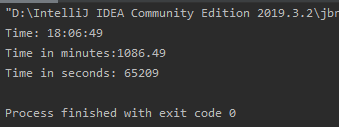 "D:\IntelliJ IDEA Community Edition 2019.3.2\jbr
Time: 18:06:49
Time in minutes:1086.49
Time in seconds: 65209
Process finished with exit code 0